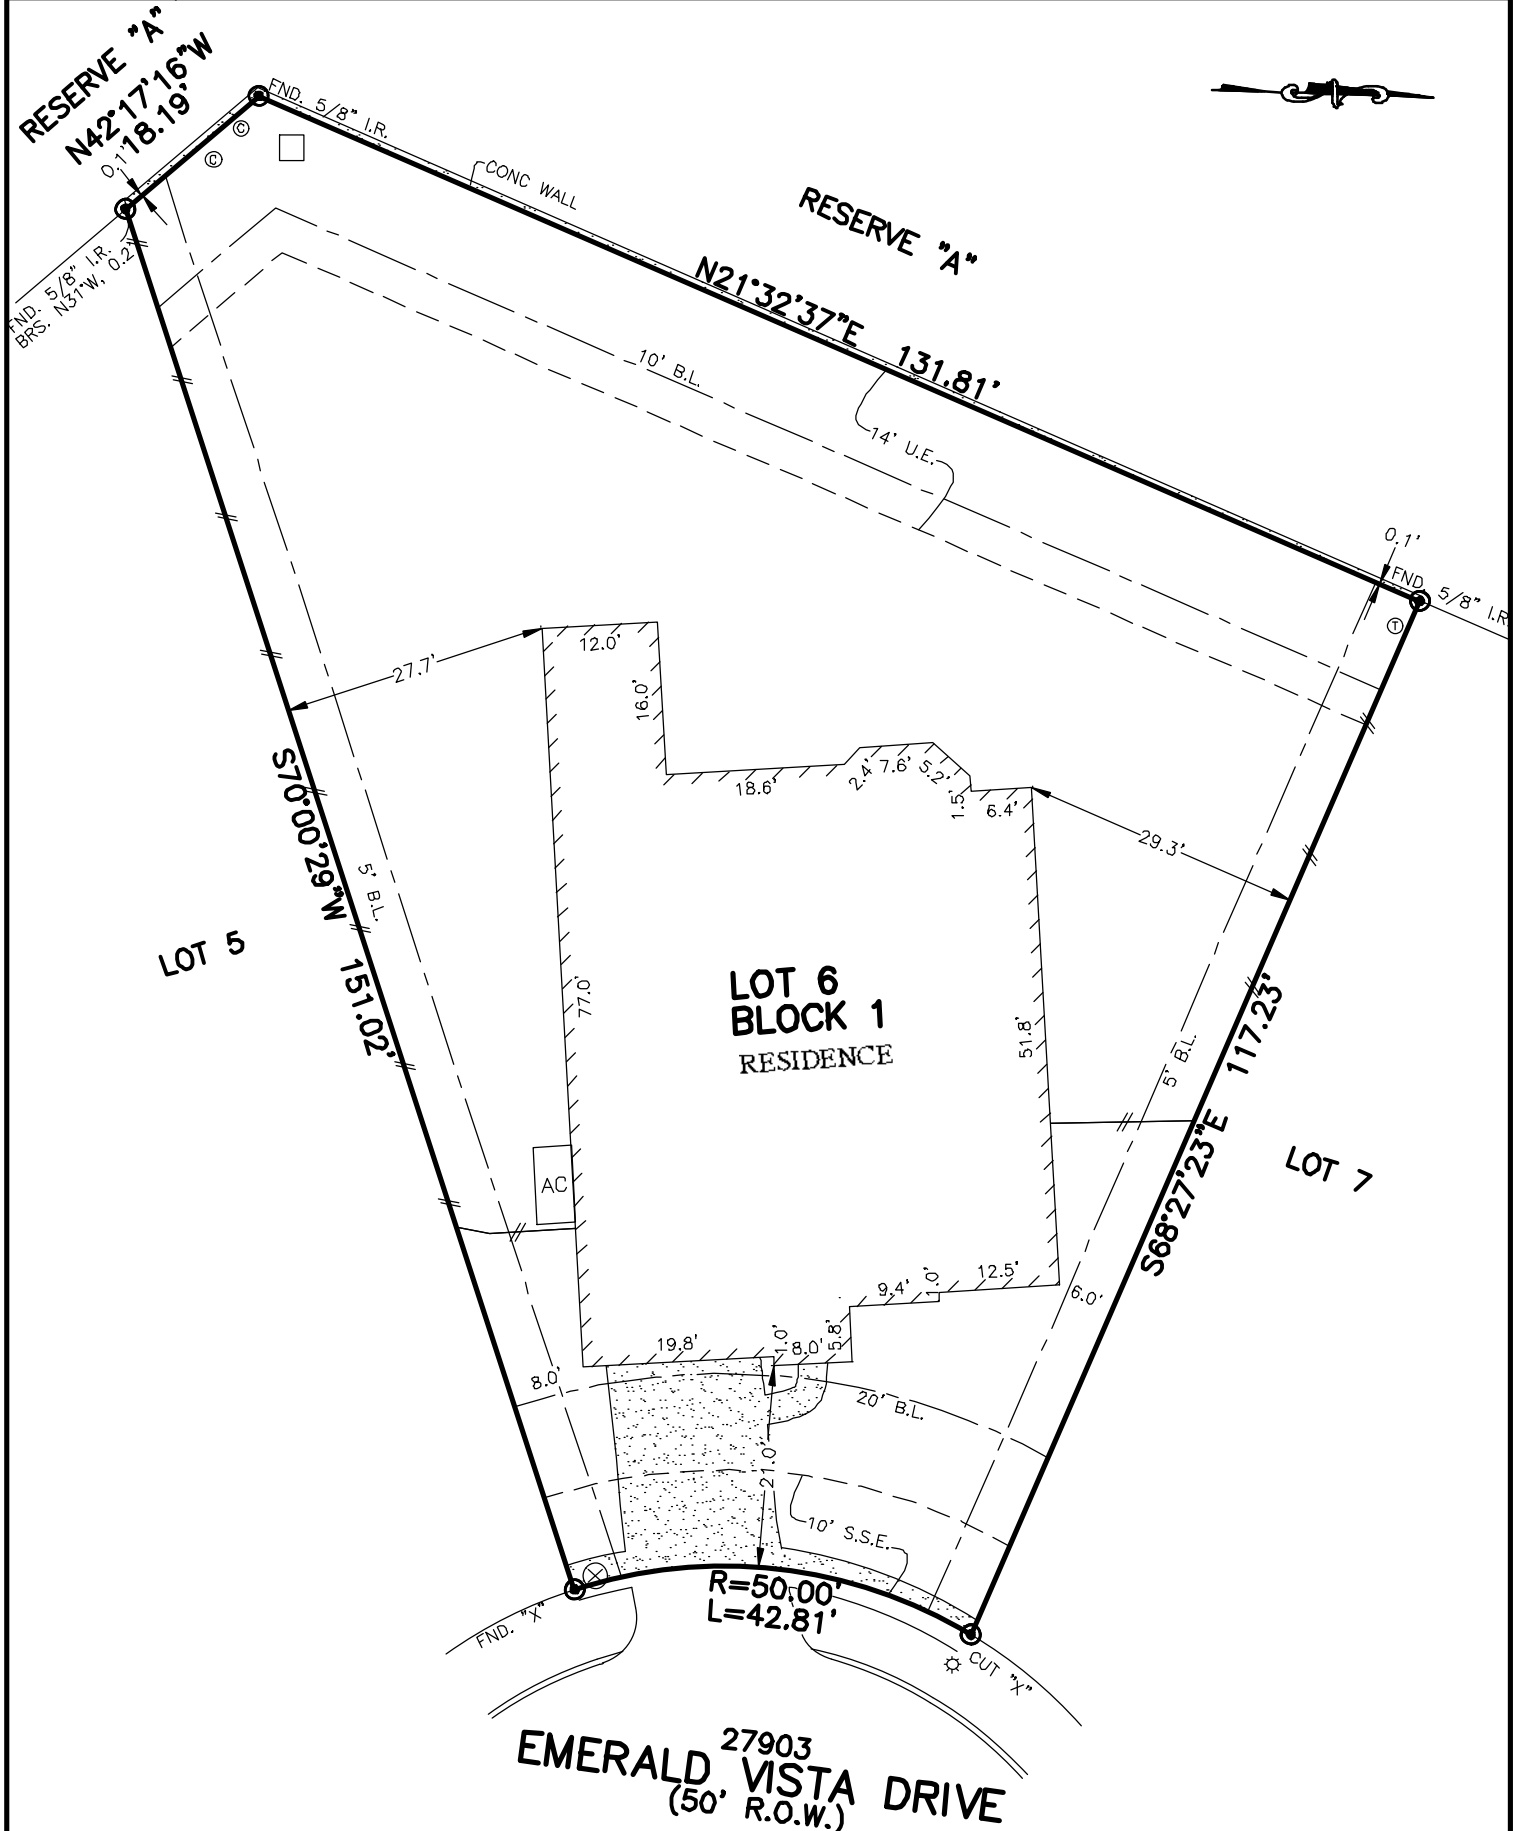 RESERVE "A"
N42°17'16"W
18.19'
0.1'
FND. 5/8" I.R.
C
C
CONC WALL
RESERVE "A"
FND. 5/8" I.R.
BRS. N31°W, 0.2'
N21°32'37"E 131.81'
10' B.L.
14' U.E.
0.1'
FND. 5/8" I.R.
T
12.0'
27.7'
16.0'
18.6'
2.4'
7.6'
5.2'
1.5'
6.4'
29.3'
S70°00'29"W 151.02'
5' B.L.
LOT 5
77.0'
LOT 6
BLOCK 1
RESIDENCE
51.8'
5' B.L.
S68°27'23"E 117.23'
LOT 7
AC
6.0'
12.5'
1.0'
9.4'
5.8'
8.0'
1.0'
19.8'
8.0'
20' B.L.
21.0'
10' S.S.E.
R=50.00'
L=42.81'
FND. "X"
CUT "X"
27903
EMERALD VISTA DRIVE
(50' R.O.W.)